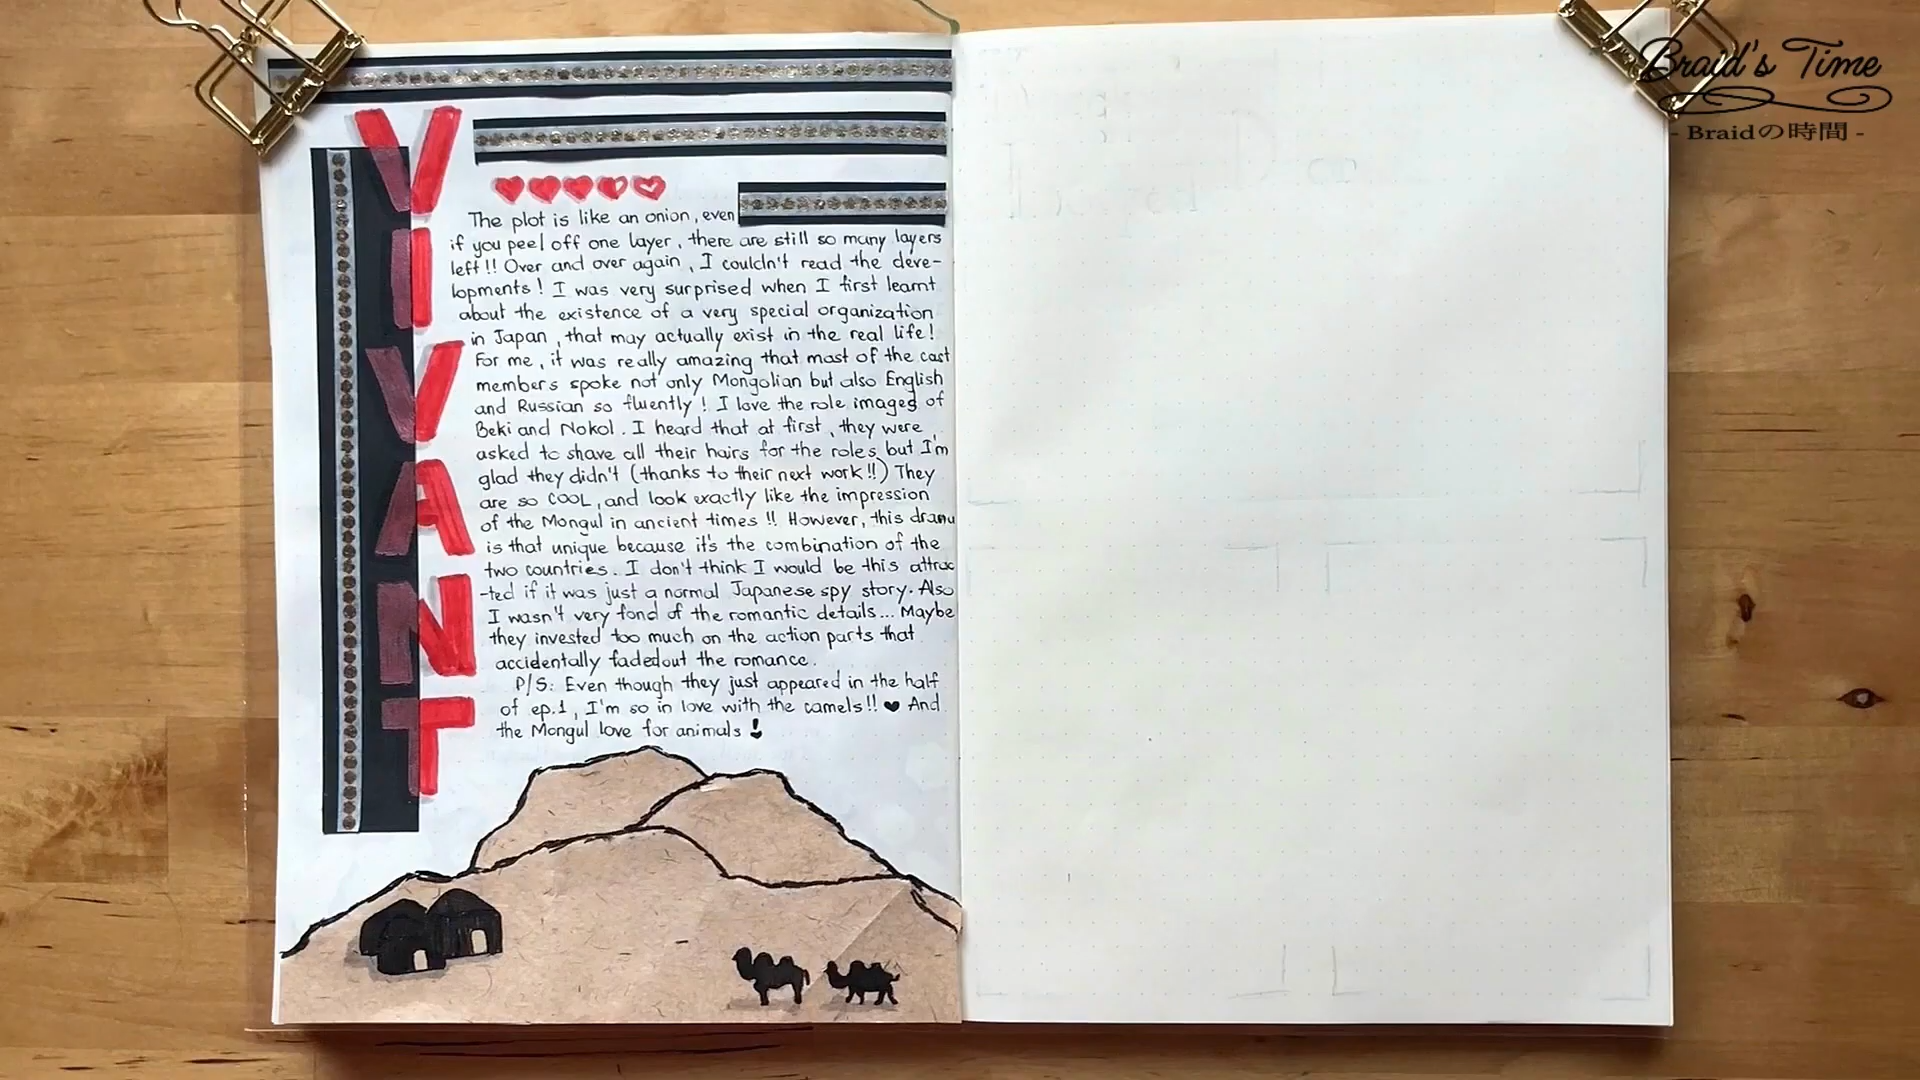 VIVANT
The plot is like an onion, even
if you peel off one layer, there are still so many layers
left!! Over and over again, I couldn't read the deve-
lopments! I was very surprised when I first learnt
about the existence of a very special organization
in Japan, that may actually exist in the real life!
For me, it was really amazing that most of the cast
members spoke not only Mongolian but also English
and Russian so fluently! I love the role images of
Beki and Nokol. I heard that at first, they were
asked to shave all their hairs for the roles, but I'm
glad they didn't (thanks to their next work!!) They
are so COOL, and look exactly like the impression
of the Mongul in ancient times!! However, this drama
is that unique because it's the combination of the
two countries. I don't think I would be this attrac
-ted if it was just a normal Japanese spy story. Also
I wasn't very fond of the romantic details... Maybe
they invested too much on the action parts that
accidentally faded out the romance.
P/S: Even though they just appeared in the half
of ep.1, I'm so in love with the camels!! ♥ And
the Mongul love for animals!
Braid's Time
- Braidの時間 -